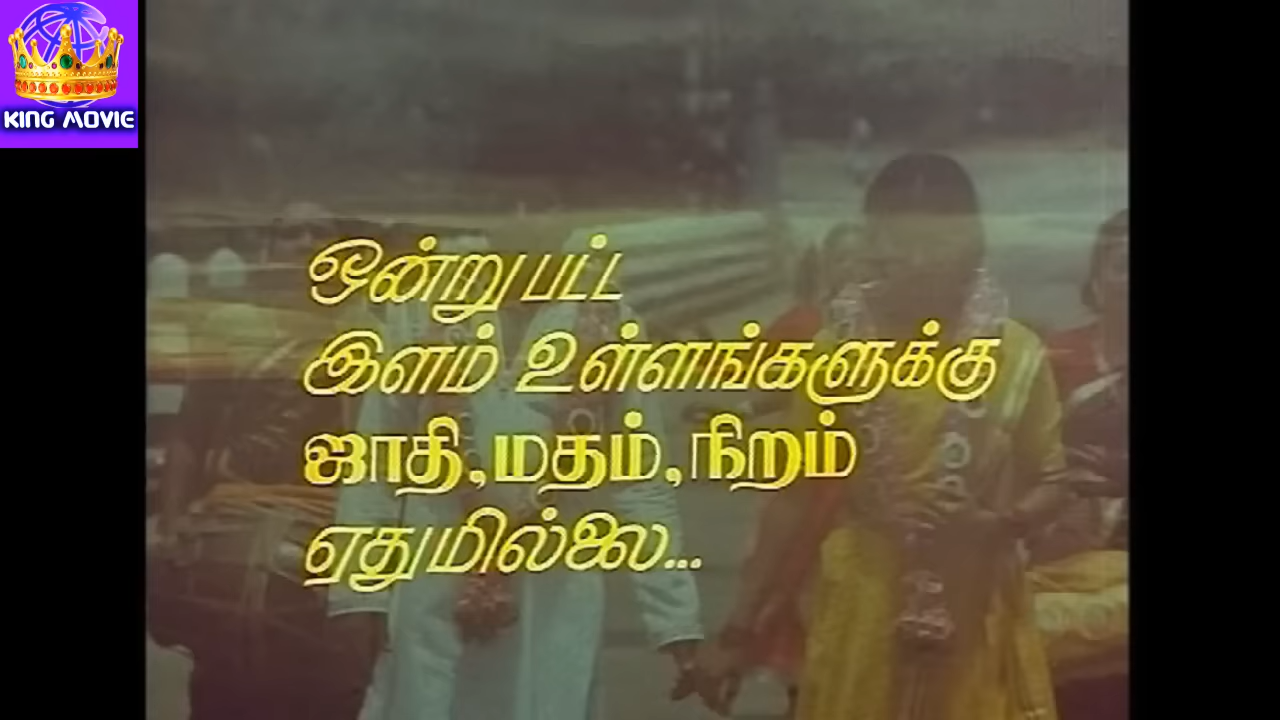 KING MOVIE
ஒன்றுபட்ட
இளம் உள்ளங்களுக்கு
ஜாதி, மதம், நிறம்
ஏதுமில்லை...